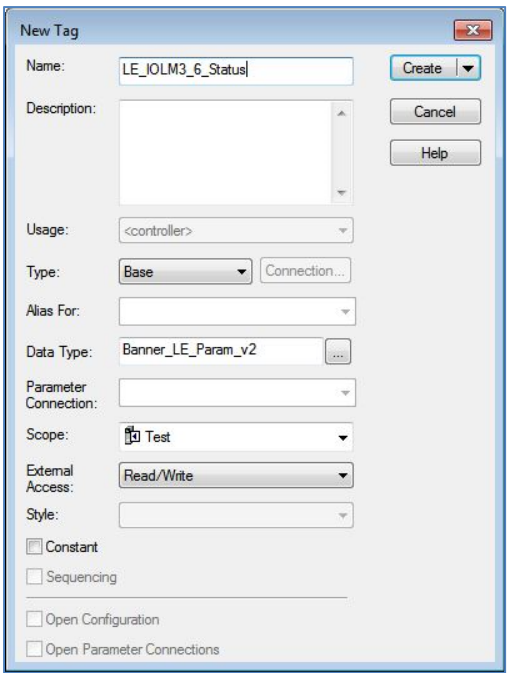 New Tag
Name: LE_IOLM3_6_Status Create
Description: Cancel
Help
Usage: <controller>
Type: Base Connection...
Alias For:
Data Type: Banner_LE_Param_v2 ...
Parameter
Connection:
Scope: Test
External
Access: Read/Write
Style:
Constant
Sequencing
Open Configuration
Open Parameter Connections